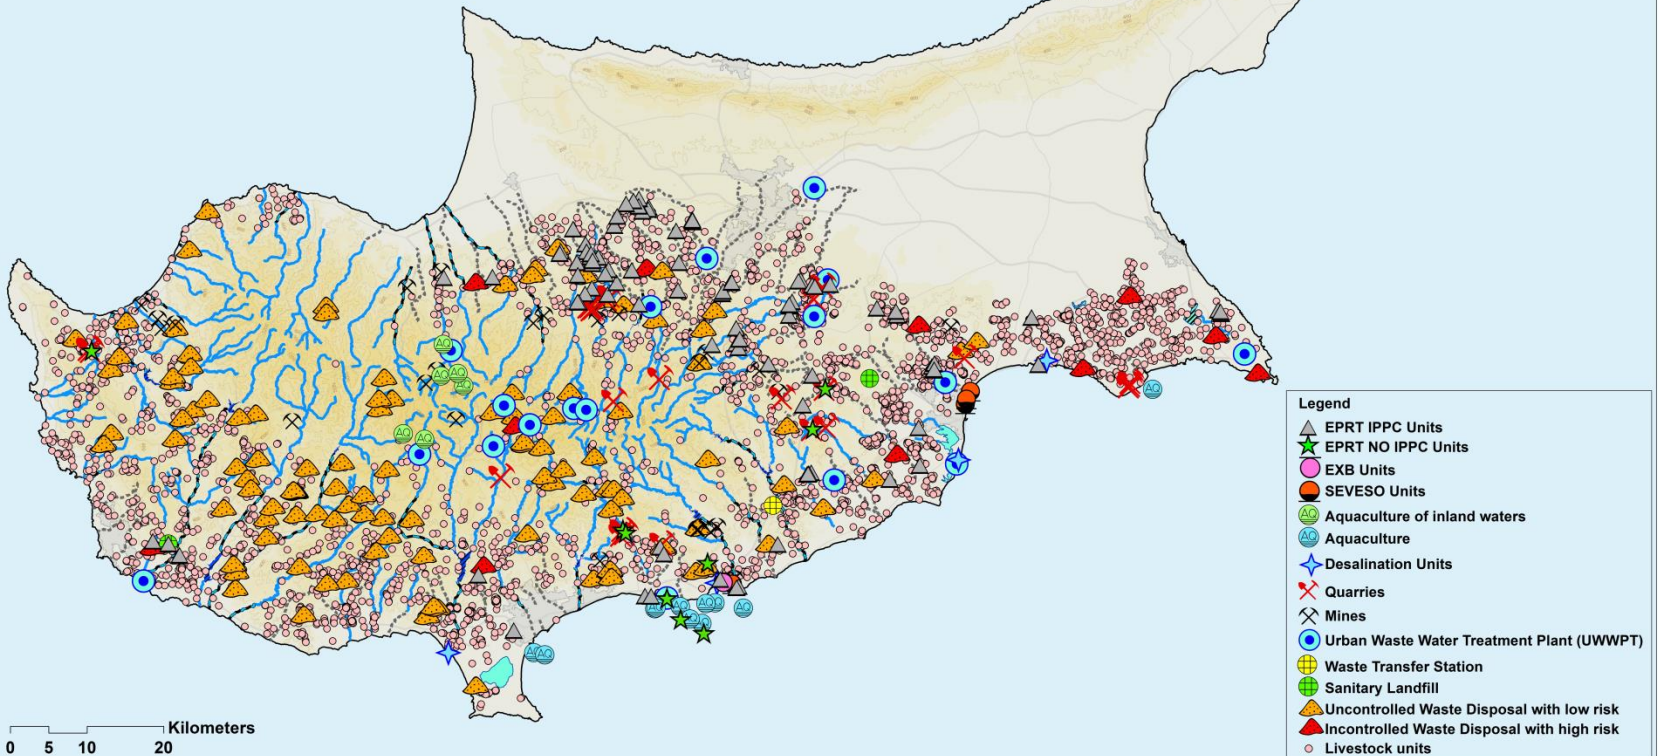 Legend
EPRT IPPC Units
EPRT NO IPPC Units
EXB Units
SEVESO Units
AQ Aquaculture of inland waters
AQ Aquaculture
Desalination Units
Quarries
Mines
Urban Waste Water Treatment Plant (UWWPT)
Waste Transfer Station
Sanitary Landfill
Uncontrolled Waste Disposal with low risk
Incontrolled Waste Disposal with high risk
Livestock units
Kilometers
0 5 10 20